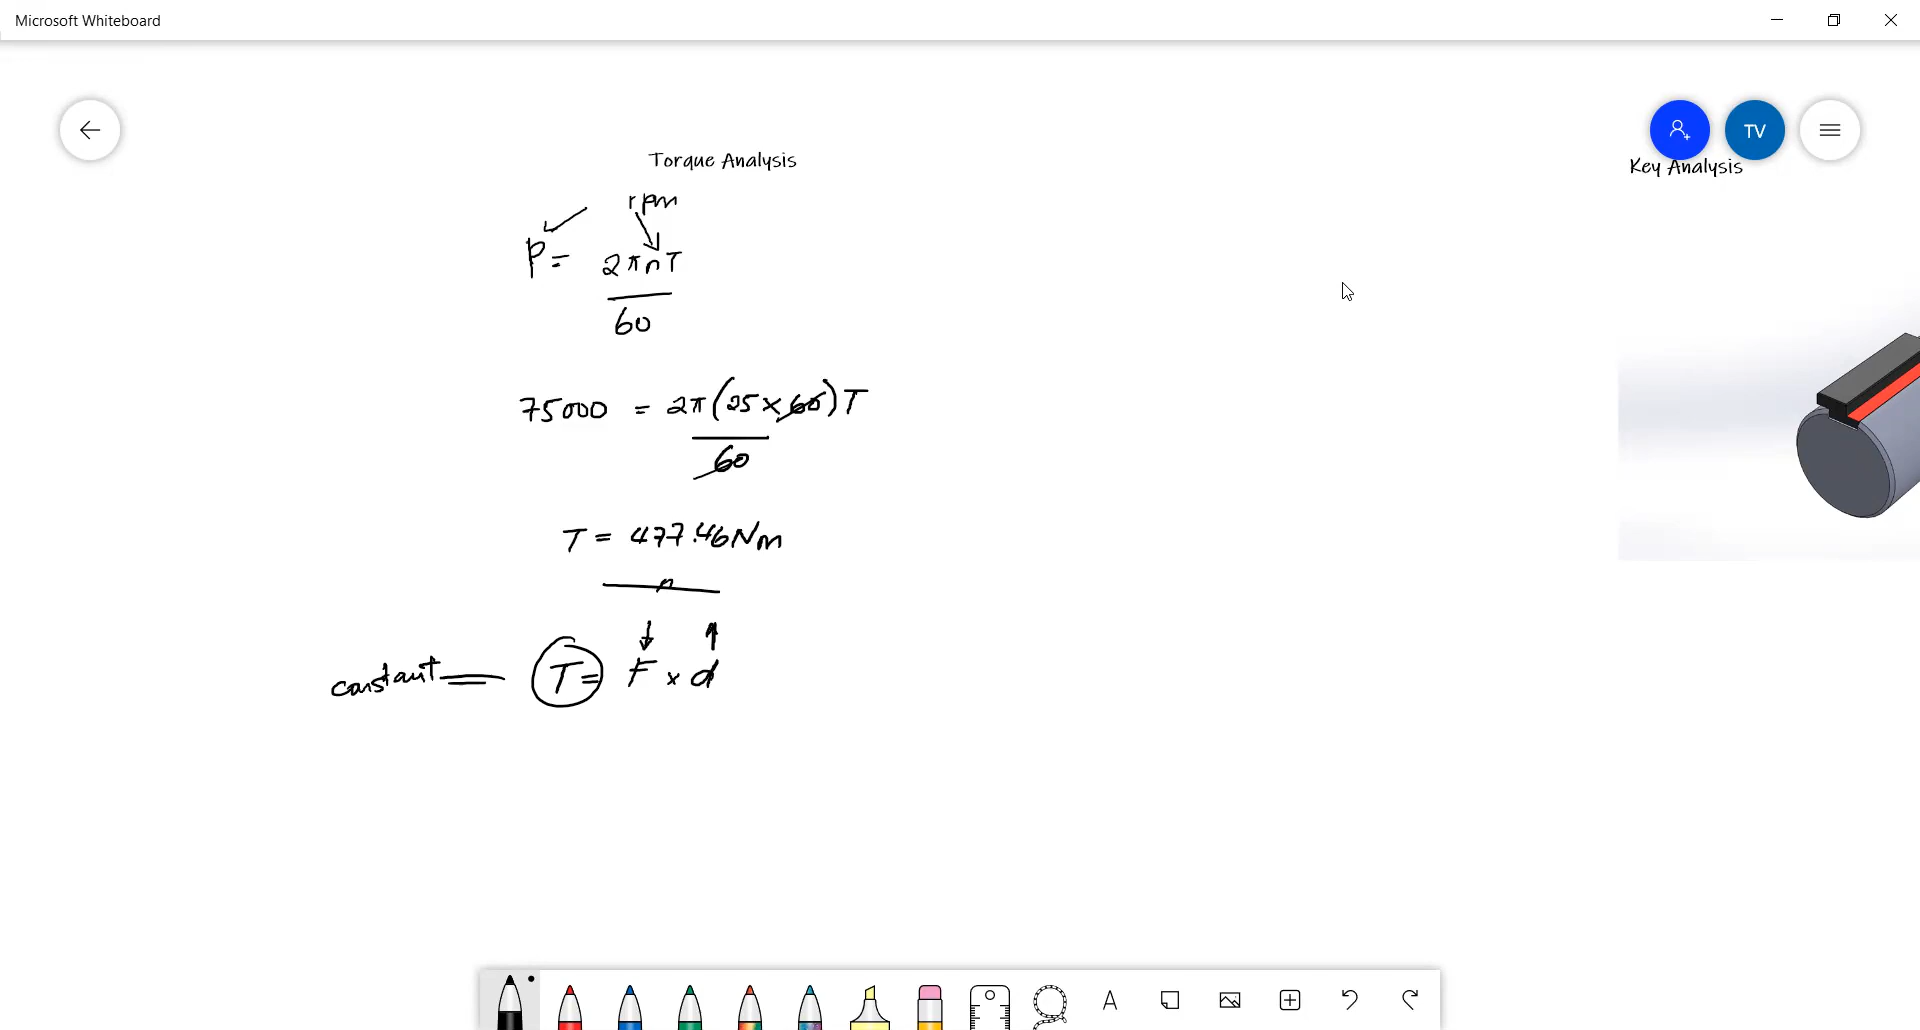 Microsoft Whiteboard
TV
Torque Analysis
Key Analysis
rpm
P = 2πnT
60
75000 = 2π(25×60)T
60
T = 477.46Nm
constant T = F × d
A